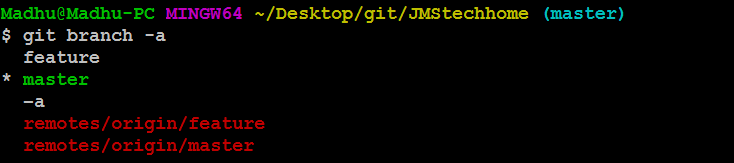 Madhu@Madhu-PC MINGW64 ~/Desktop/git/JMStechhome (master)
$ git branch -a
  feature
* master
  -a
  remotes/origin/feature
  remotes/origin/master